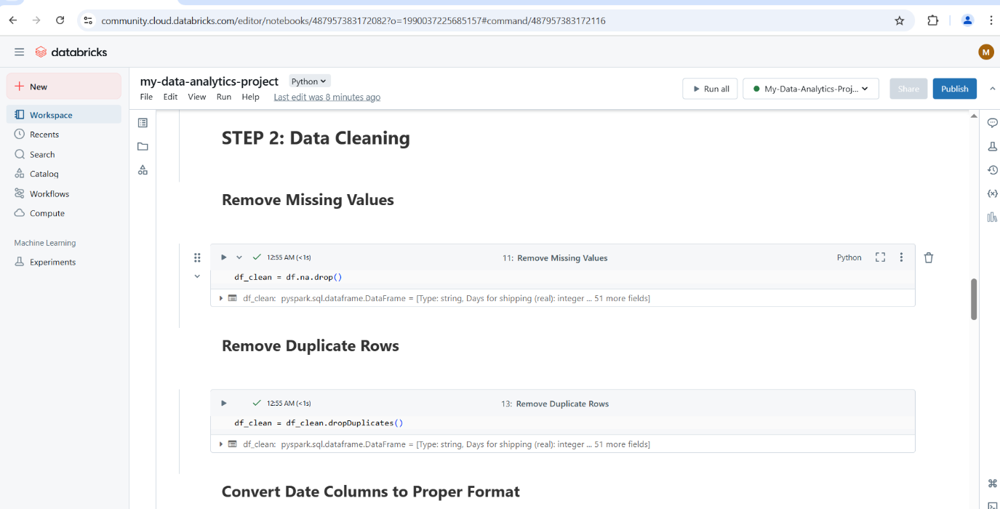 community.cloud.databricks.com/editor/notebooks/487957383172082?o=1990037225685157#command/487957383172116
databricks
M
New
Workspace
Recents
Search
Catalog
Workflows
Compute
Machine Learning
Experiments
my-data-analytics-project Python
File Edit View Run Help Last edit was 8 minutes ago
Run all My-Data-Analytics-Proj... Share Publish
STEP 2: Data Cleaning
Remove Missing Values
12:55 AM (<1s) 11: Remove Missing Values Python
df_clean = df.na.drop()
df_clean: pyspark.sql.dataframe.DataFrame = [Type: string, Days for shipping (real): integer ... 51 more fields]
Remove Duplicate Rows
12:55 AM (<1s) 13: Remove Duplicate Rows
df_clean = df_clean.dropDuplicates()
df_clean: pyspark.sql.dataframe.DataFrame = [Type: string, Days for shipping (real): integer ... 51 more fields]
Convert Date Columns to Proper Format